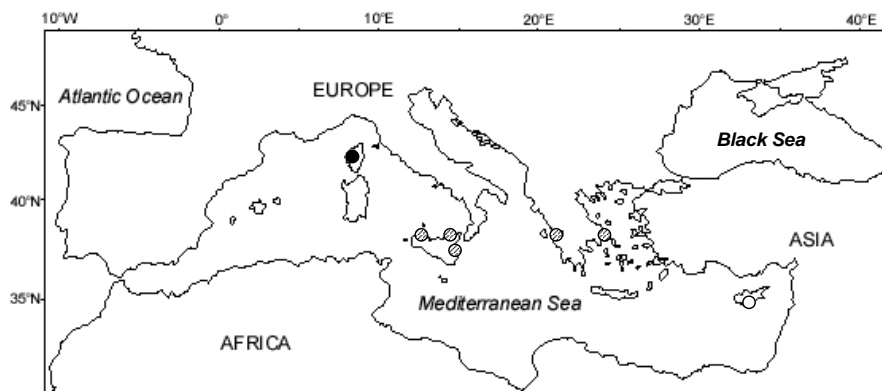 10°W 0° 10°E 20°E 30°E 40°E
Atlantic Ocean
EUROPE
45°N
Black Sea
40°N
ASIA
35°N
Mediterranean Sea
AFRICA